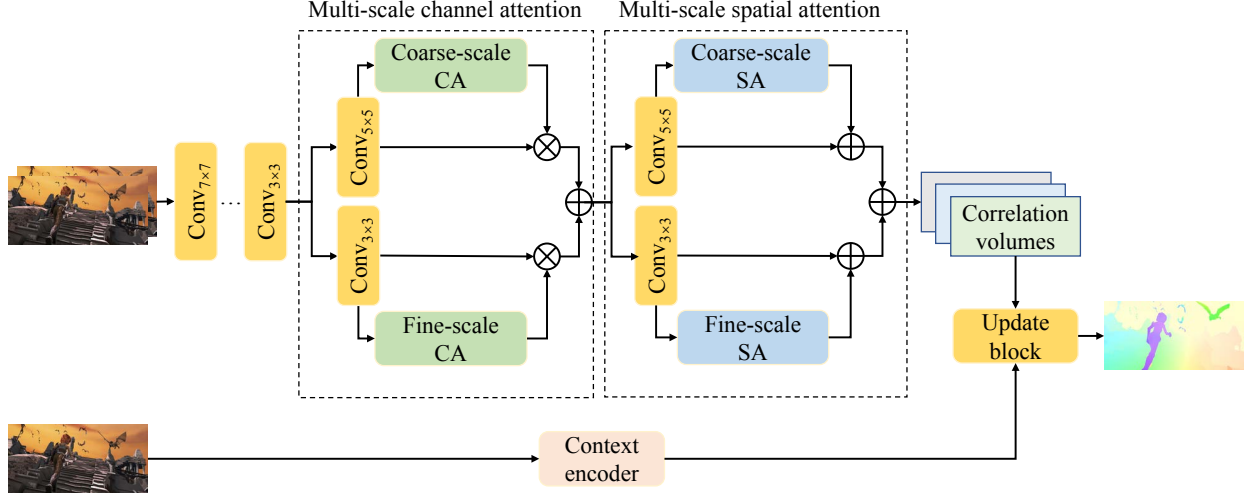 Multi-scale channel attention
Multi-scale spatial attention
Coarse-scale
CA
Coarse-scale
SA
Conv7×7
...
Conv3×3
Conv5×5
Conv5×5
Conv3×3
Conv3×3
Fine-scale
CA
Fine-scale
SA
Correlation
volumes
Update
block
Context
encoder